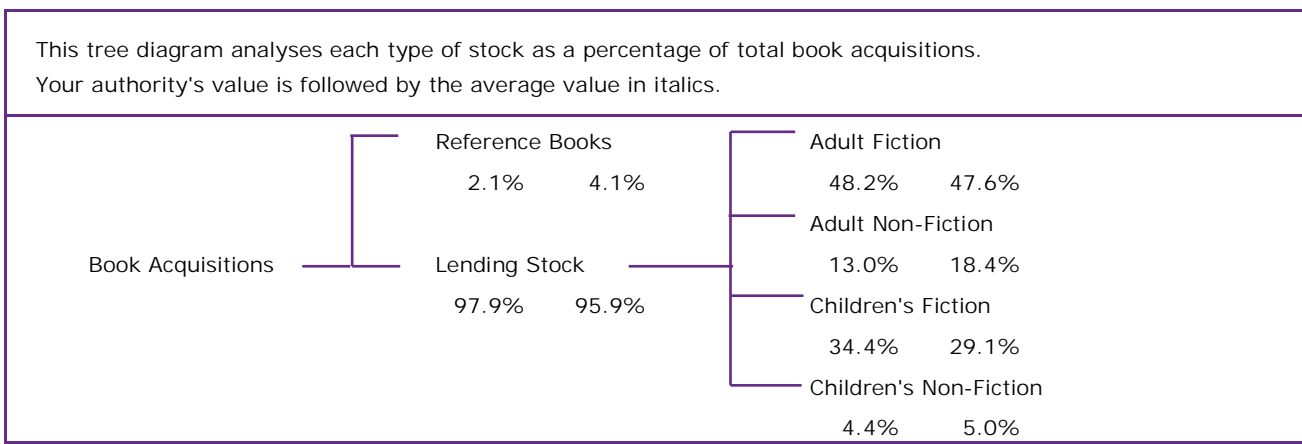 This tree diagram analyses each type of stock as a percentage of total book acquisitions.
Your authority's value is followed by the average value in italics.
Reference Books
2.1% 4.1%
Book Acquisitions
Lending Stock
97.9% 95.9%
Adult Fiction
48.2% 47.6%
Adult Non-Fiction
13.0% 18.4%
Children's Fiction
34.4% 29.1%
Children's Non-Fiction
4.4% 5.0%